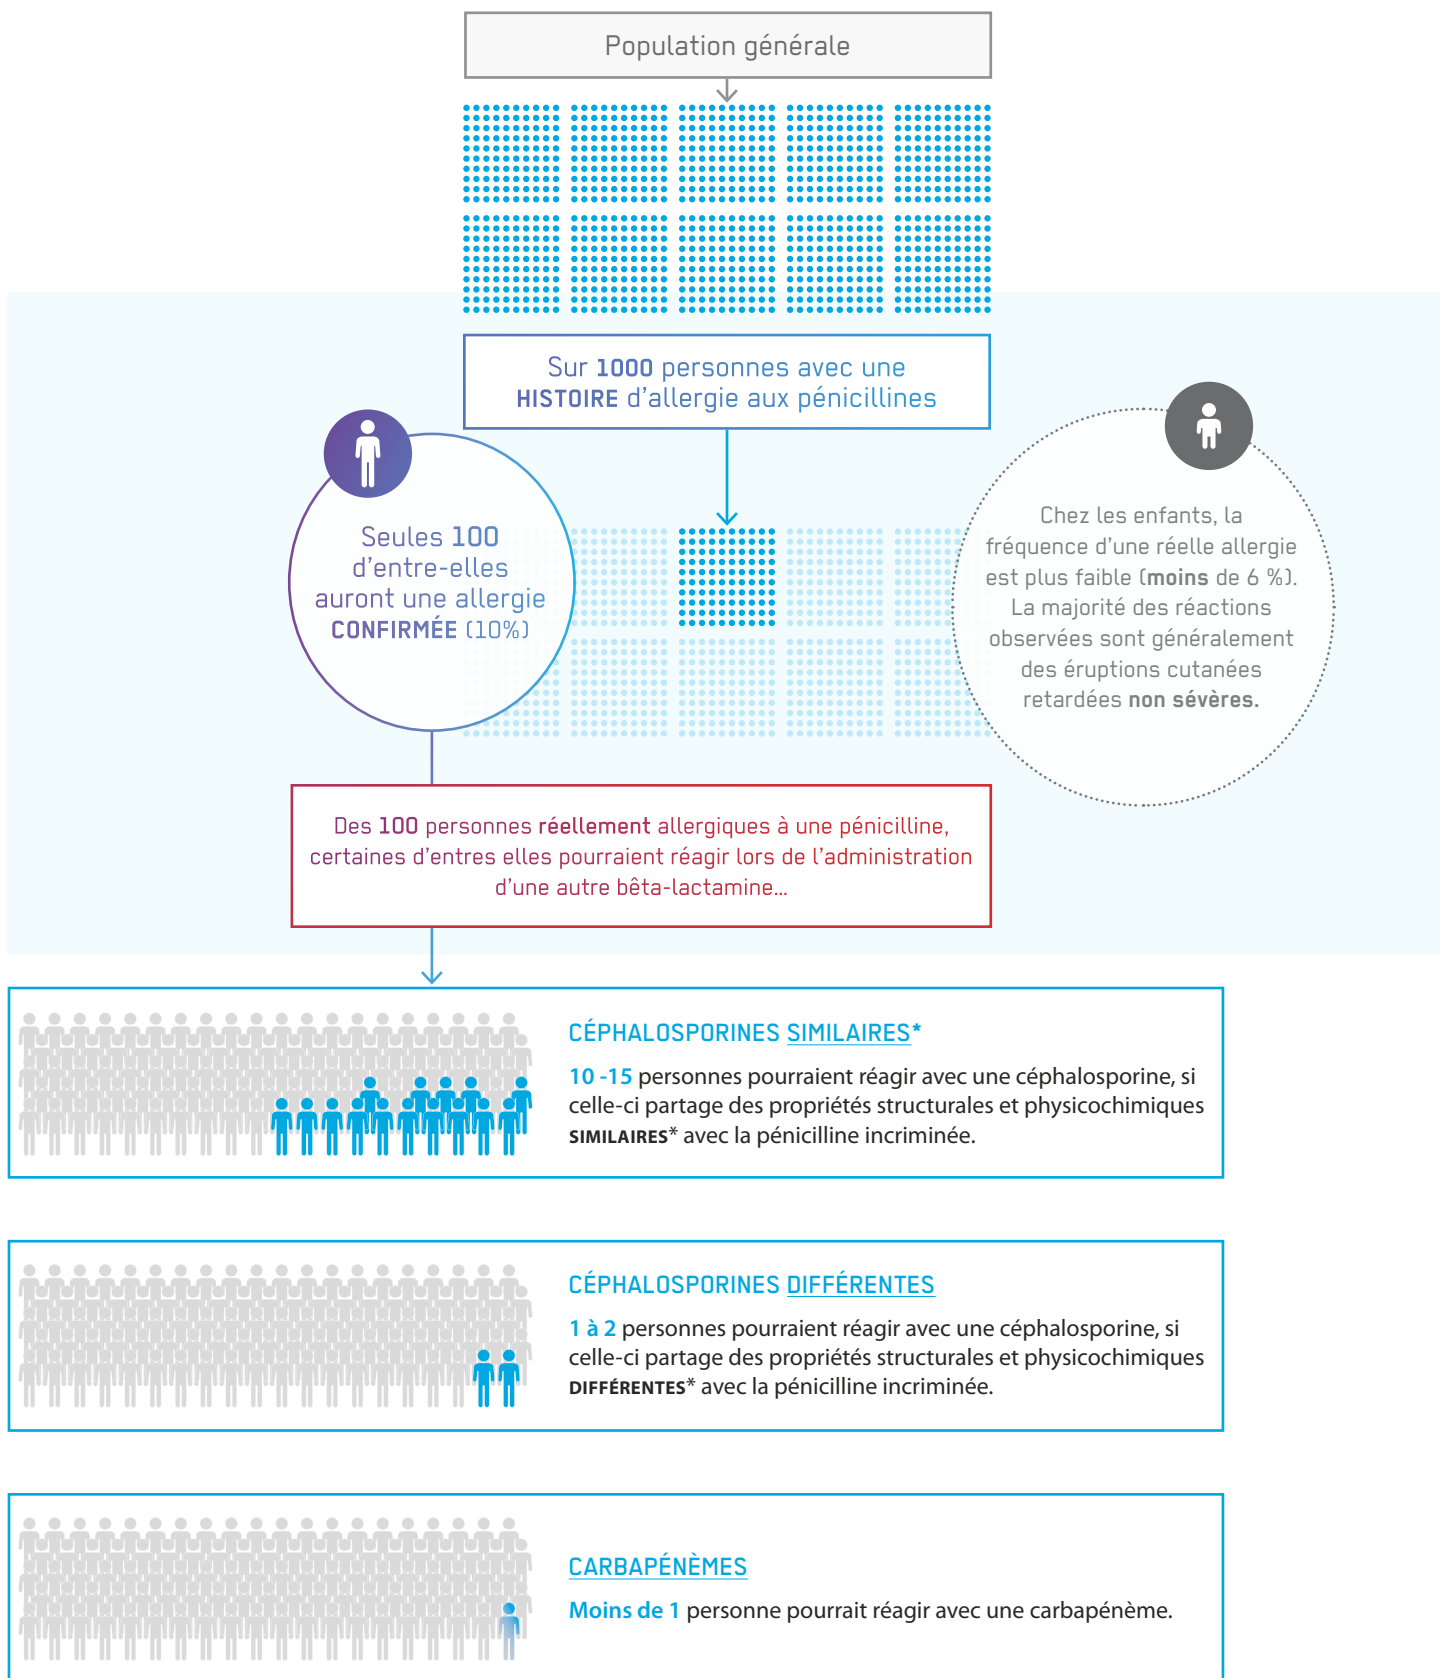 Population générale
Sur 1000 personnes avec une
HISTOIRE d'allergie aux pénicillines
Seules 100
d'entre-elles
auront une allergie
CONFIRMÉE (10%)
Chez les enfants, la
fréquence d'une réelle allergie
est plus faible (moins de 6 %).
La majorité des réactions
observées sont généralement
des éruptions cutanées
retardées non sévères.
Des 100 personnes réellement allergiques à une pénicilline,
certaines d'entres elles pourraient réagir lors de l'administration
d'une autre bêta-lactamine...
CÉPHALOSPORINES SIMILAIRES*
10 -15 personnes pourraient réagir avec une céphalosporine, si
celle-ci partage des propriétés structurales et physicochimiques
SIMILAIRES* avec la pénicilline incriminée.
CÉPHALOSPORINES DIFFÉRENTES
1 à 2 personnes pourraient réagir avec une céphalosporine, si
celle-ci partage des propriétés structurales et physicochimiques
DIFFÉRENTES* avec la pénicilline incriminée.
CARBAPÉNÈMES
Moins de 1 personne pourrait réagir avec une carbapénème.